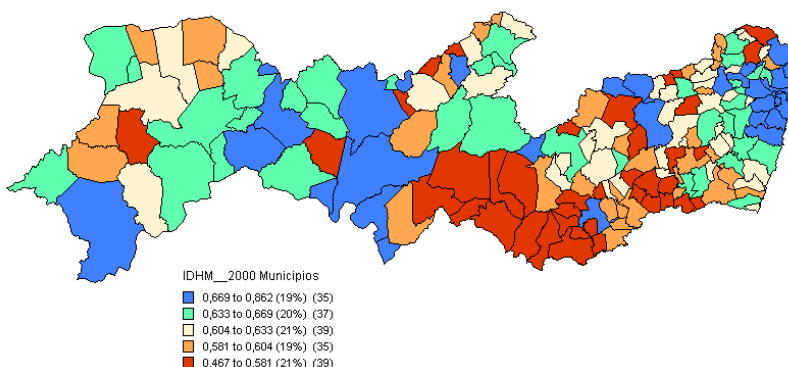 IDHM__2000 Municipios
0,669 to 0,862 (19%) (35)
0,633 to 0,669 (20%) (37)
0,604 to 0,633 (21%) (39)
0,581 to 0,604 (19%) (35)
0,467 to 0,581 (21%) (39)